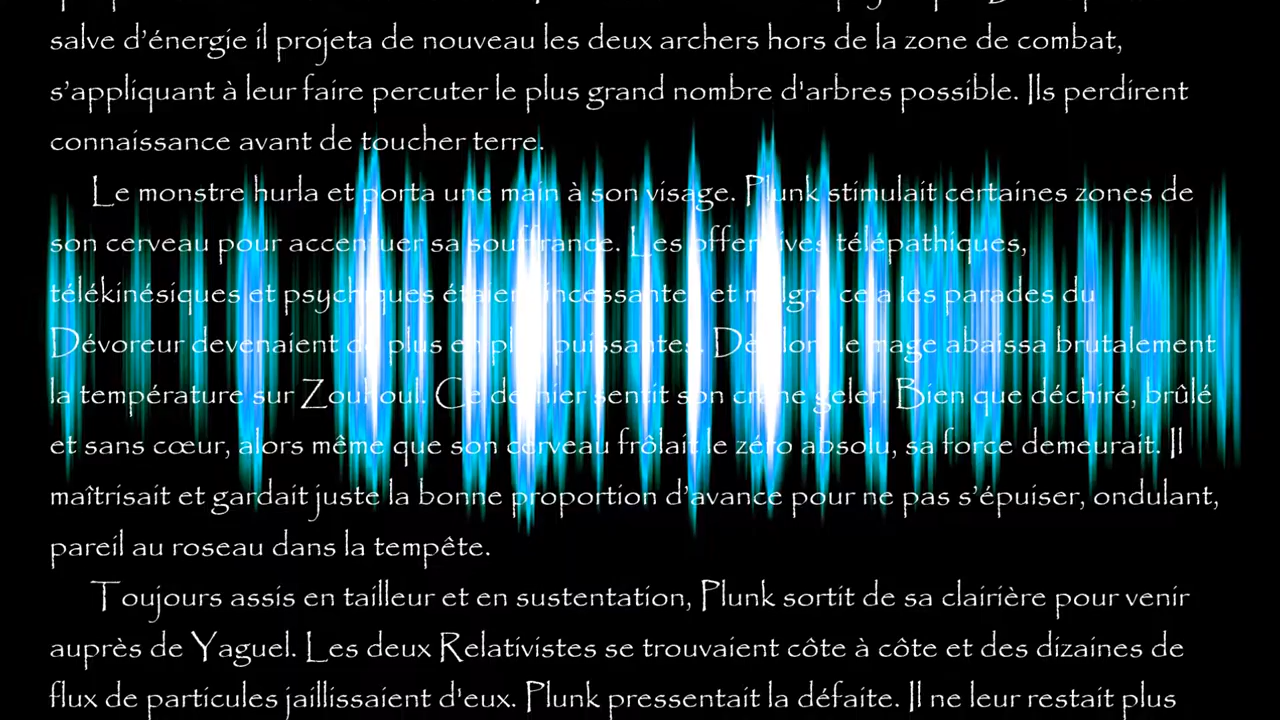 salve d’énergie il projeta de nouveau les deux archers hors de la zone de combat,
s’appliquant à leur faire percuter le plus grand nombre d'arbres possible. Ils perdirent
connaissance avant de toucher terre.
Le monstre hurla et porta une main à son visage. Plunk stimulait certaines zones de
son cerveau pour accentuer sa souffrance. Les offensives télépathiques,
télékinésiques et psychiques étaient incessantes et malgré cela les parades du
Dévoreur devenaient de plus en plus puissantes. Dès lors, le mage abaissa brutalement
la température sur Zouhoul. Ce dernier sentit son crâne geler. Bien que déchiré, brûlé
et sans cœur, alors même que son cerveau frôlait le zéro absolu, sa force demeurait. Il
maîtrisait et gardait juste la bonne proportion d’avance pour ne pas s’épuiser, ondulant,
pareil au roseau dans la tempête.
Toujours assis en tailleur et en sustentation, Plunk sortit de sa clairière pour venir
auprès de Yaguel. Les deux Relativistes se trouvaient côte à côte et des dizaines de
flux de particules jaillissaient d'eux. Plunk pressentait la défaite. Il ne leur restait plus